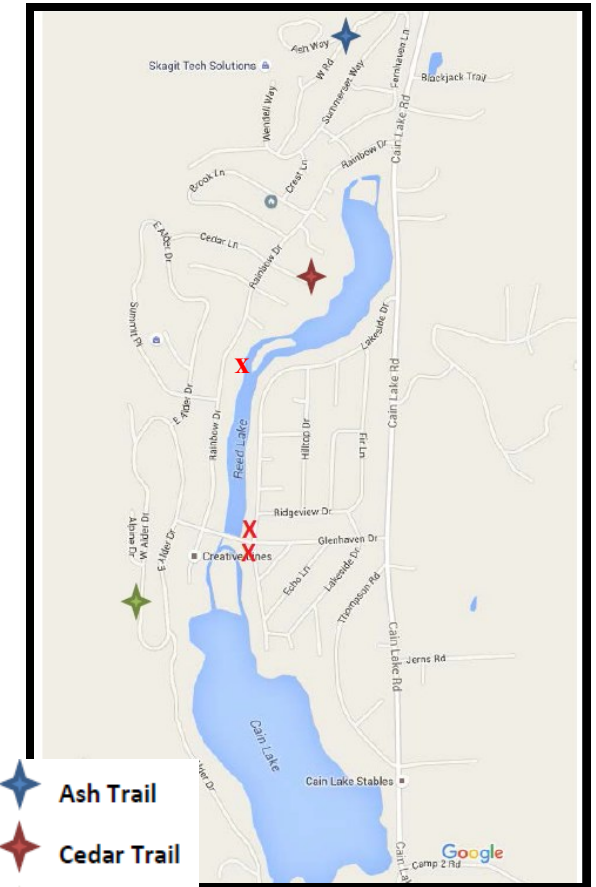 Ash Way
W Rd
Fernhaven Ln
Skagit Tech Solutions
Summerset Way
Blackjack Tray
Wendell Way
Cain Lake Rd
Rainbow Dr
Crest Ln
Brook Ln
E Alder Dr
Cedar Ln
Rainbow Dr
Summit Pl
Lakeside Dr
X
Cain Lake Rd
E Alder Dr
Rainbow Dr
Reed Lake
Hilltop Dr
Fir Ln
Alpine Dr
W Alder Dr
S Alder Dr
Ridgeview Dr
X
Glenhaven Dr
X
Creative Lines
Echo Ln
Lakeside Dr
Thompson Rd
Cain Lake Rd
Jerns Rd
Cain Lake
Cain Lake Stables
Ash Trail
Cedar Trail
Google
Camp 2 Rd